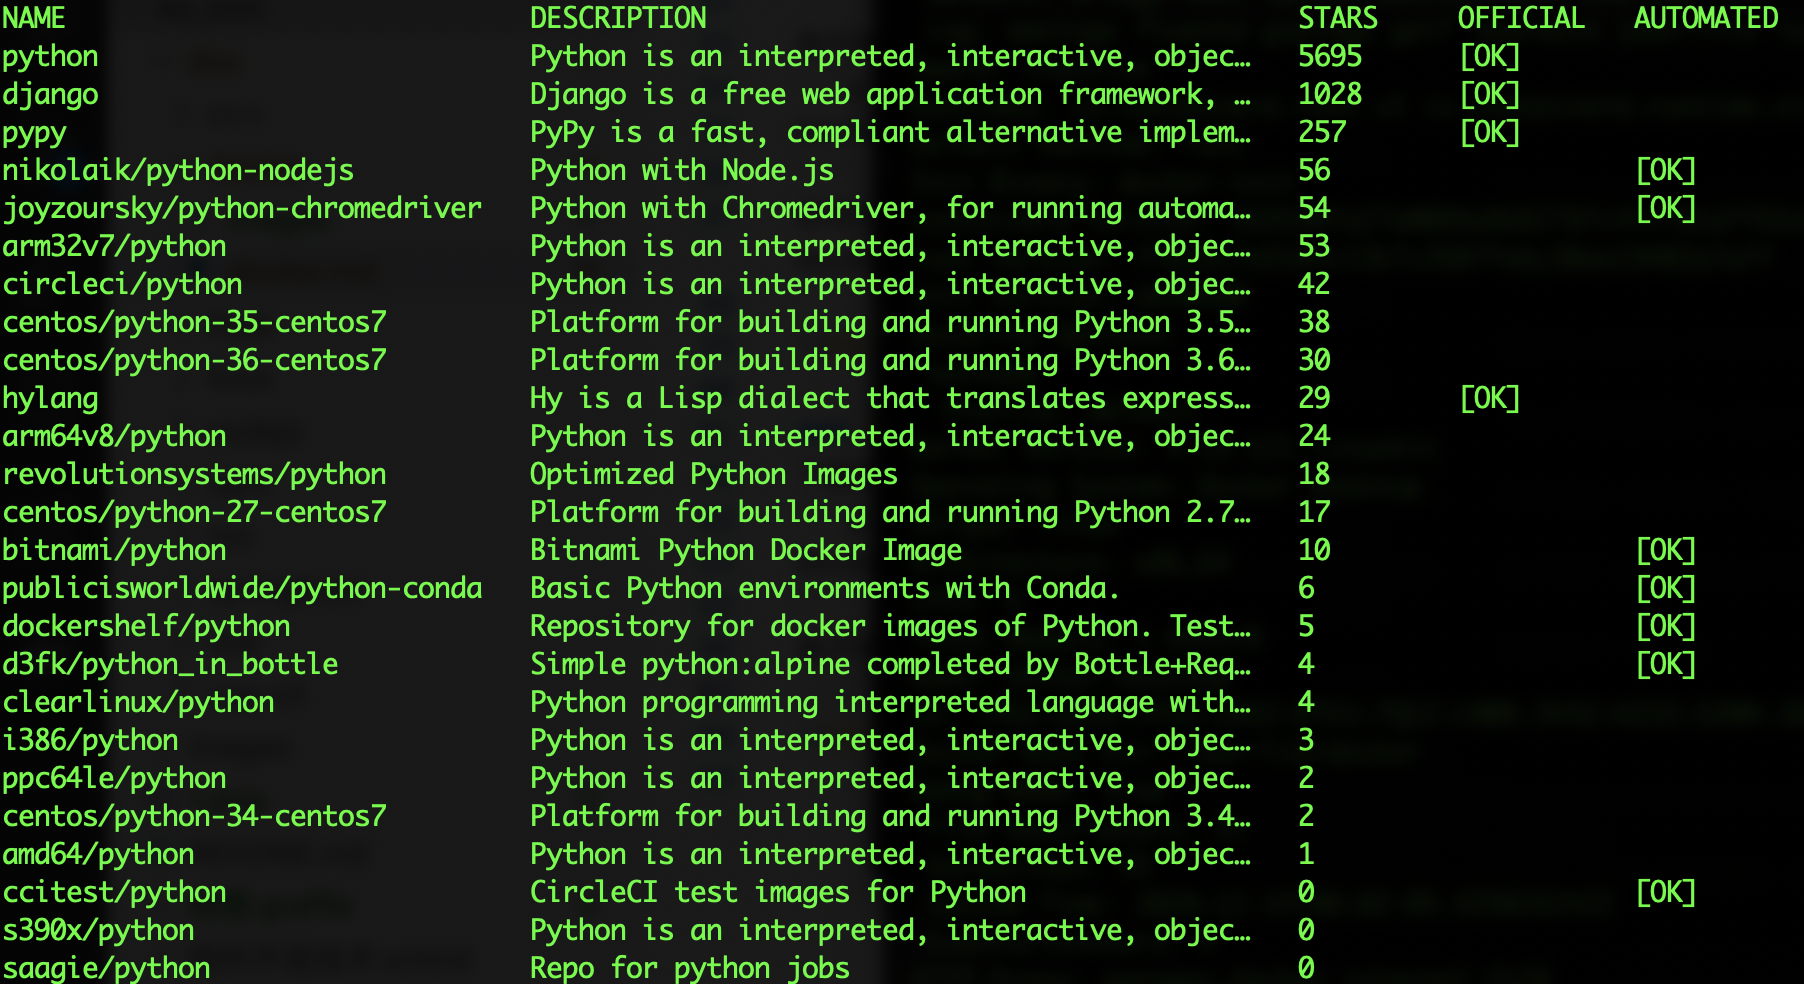 NAME DESCRIPTION STARS OFFICIAL AUTOMATED
python Python is an interpreted, interactive, objec… 5695 [OK]
django Django is a free web application framework, … 1028 [OK]
pypy PyPy is a fast, compliant alternative implem… 257 [OK]
nikolaik/python-nodejs Python with Node.js 56 [OK]
joyzoursky/python-chromedriver Python with Chromedriver, for running automa… 54 [OK]
arm32v7/python Python is an interpreted, interactive, objec… 53
circleci/python Python is an interpreted, interactive, objec… 42
centos/python-35-centos7 Platform for building and running Python 3.5… 38
centos/python-36-centos7 Platform for building and running Python 3.6… 30
hylang Hy is a Lisp dialect that translates express… 29 [OK]
arm64v8/python Python is an interpreted, interactive, objec… 24
revolutionsystems/python Optimized Python Images 18
centos/python-27-centos7 Platform for building and running Python 2.7… 17
bitnami/python Bitnami Python Docker Image 10 [OK]
publicisworldwide/python-conda Basic Python environments with Conda. 6 [OK]
dockershelf/python Repository for docker images of Python. Test… 5 [OK]
d3fk/python_in_bottle Simple python:alpine completed by Bottle+Req… 4 [OK]
clearlinux/python Python programming interpreted language with… 4
i386/python Python is an interpreted, interactive, objec… 3
ppc64le/python Python is an interpreted, interactive, objec… 2
centos/python-34-centos7 Platform for building and running Python 3.4… 2
amd64/python Python is an interpreted, interactive, objec… 1
ccitest/python CircleCI test images for Python 0 [OK]
s390x/python Python is an interpreted, interactive, objec… 0
saagie/python Repo for python jobs 0